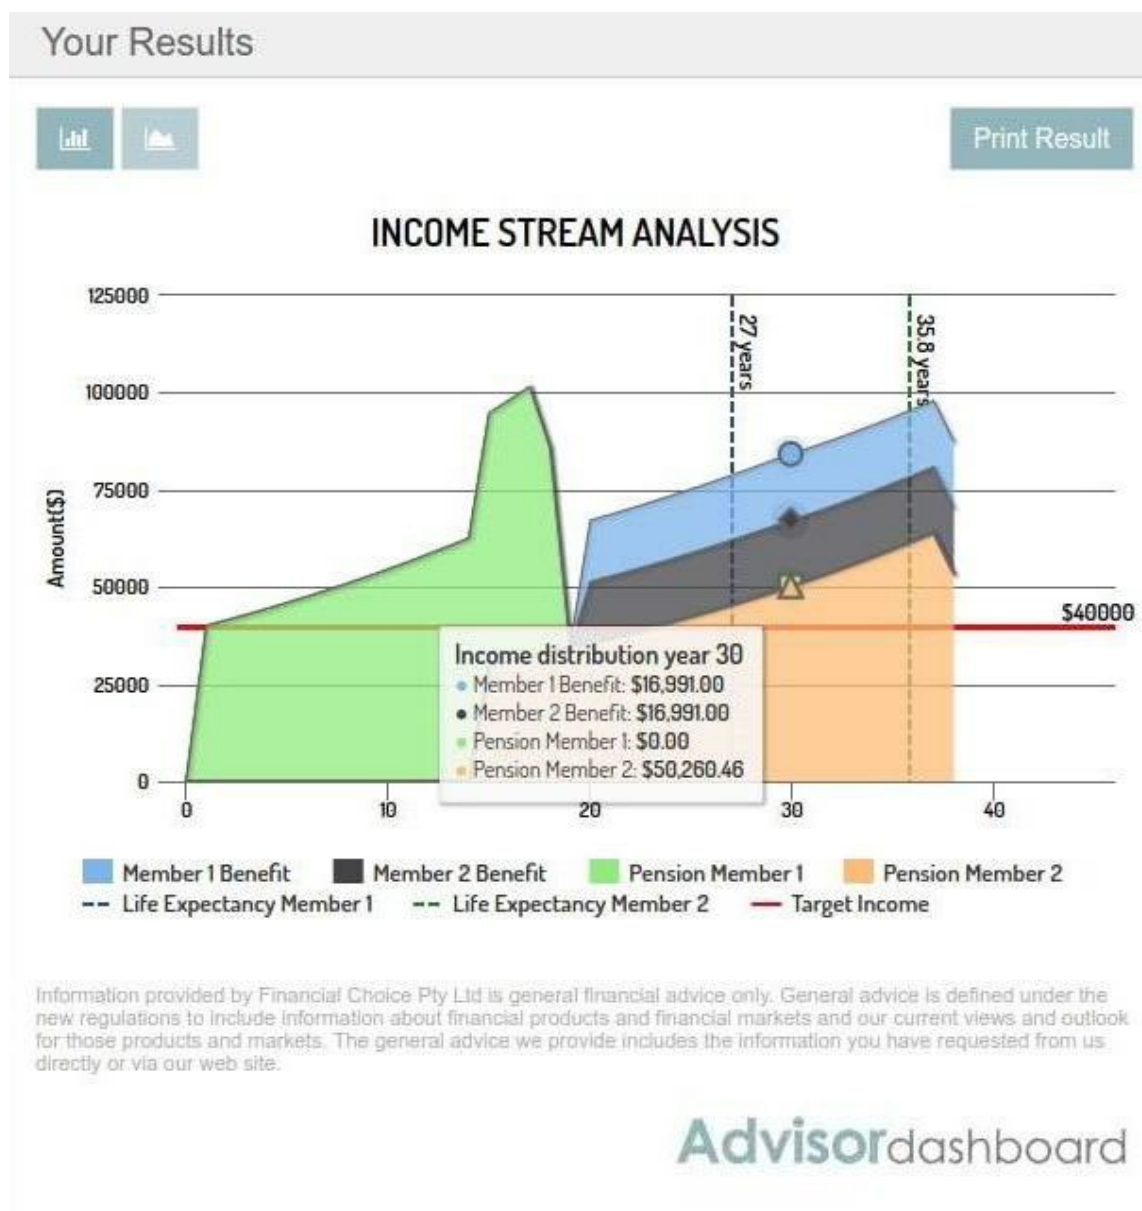 Your Results
Print Result
INCOME STREAM ANALYSIS
125000
100000
75000
50000
25000
0
Amount($)
27 years
35.8 years
$40000
Income distribution year 30
Member 1 Benefit: $16,991.00
Member 2 Benefit: $16,991.00
Pension Member 1: $0.00
Pension Member 2: $50,260.46
0 10 20 30 40
Member 1 Benefit Member 2 Benefit Pension Member 1 Pension Member 2
Life Expectancy Member 1 Life Expectancy Member 2 Target Income
Information provided by Financial Choice Pty Ltd is general financial advice only. General advice is defined under the
new regulations to include information about financial products and financial markets and our current views and outlook
for those products and markets. The general advice we provide includes the information you have requested from us
directly or via our web site.
Advisordashboard